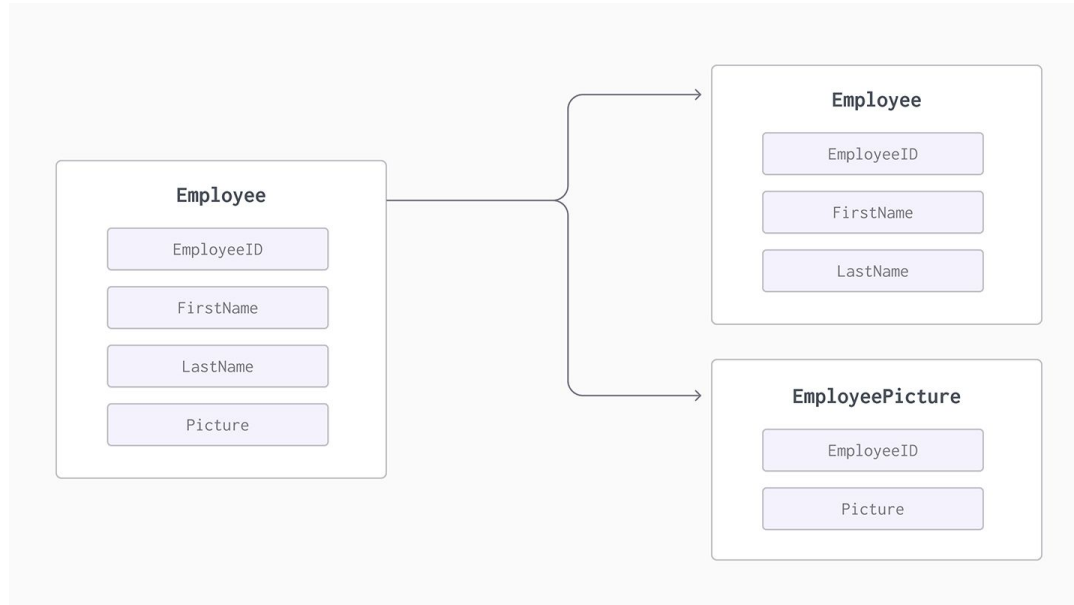 Employee
EmployeeID
FirstName
LastName
Picture
Employee
EmployeeID
FirstName
LastName
EmployeePicture
EmployeeID
Picture